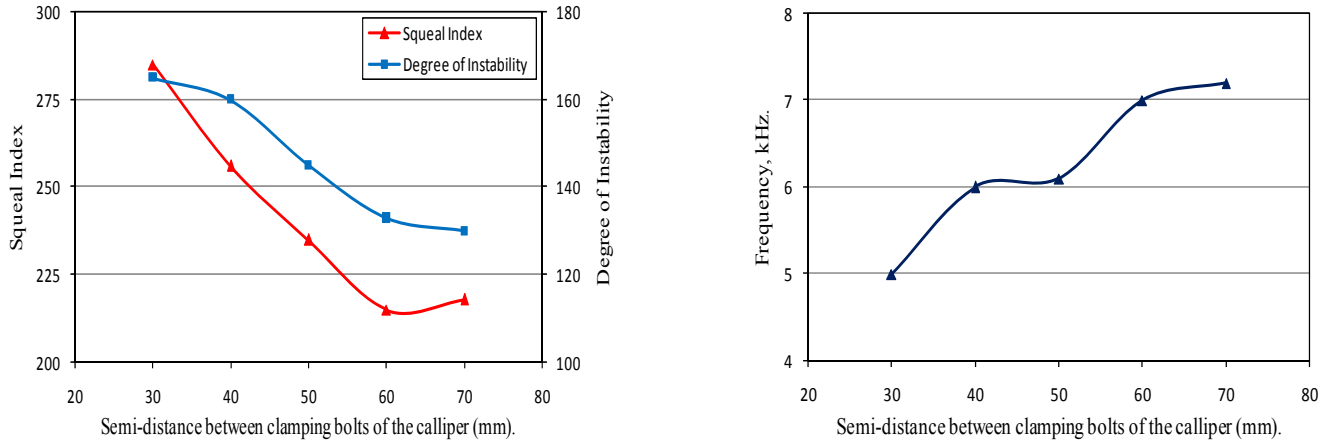 300
275
250
225
200
Squeal Index
180
160
140
120
100
Degree of Instability
Squeal Index
Degree of Instability
20 30 40 50 60 70 80
Semi-distance between clamping bolts of the calliper (mm).
8
7
6
5
4
Frequency, kHz.
20 30 40 50 60 70 80
Semi-distance between clamping bolts of the calliper (mm).